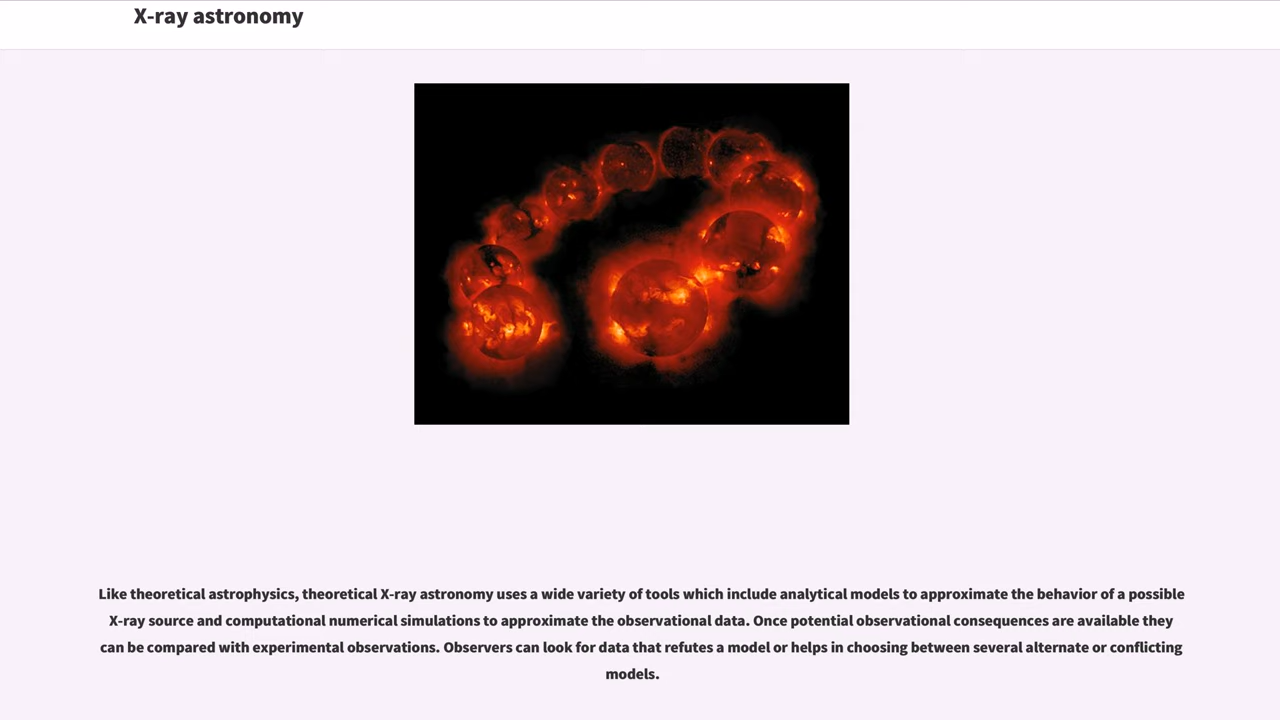 X-ray astronomy
Like theoretical astrophysics, theoretical X-ray astronomy uses a wide variety of tools which include analytical models to approximate the behavior of a possible
X-ray source and computational numerical simulations to approximate the observational data. Once potential observational consequences are available they
can be compared with experimental observations. Observers can look for data that refutes a model or helps in choosing between several alternate or conflicting
models.